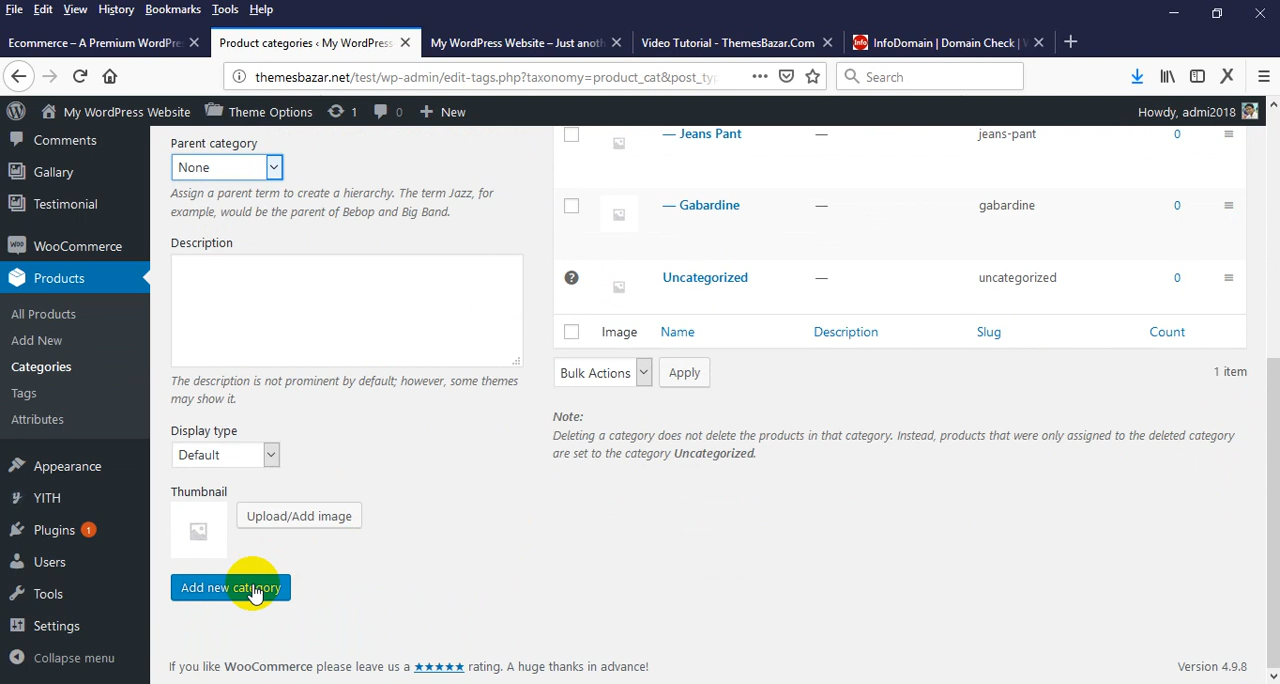 File Edit View History Bookmarks Tools Help
Ecommerce – A Premium WordPre
Product categories ‹ My WordPress
My WordPress Website – Just anoth
Video Tutorial - ThemesBazar.Com
Info InfoDomain | Domain Check |
themesbazar.net/test/wp-admin/edit-tags.php?taxonomy=product_cat&post_ty
Search
My WordPress Website Theme Options 1 0 New
Howdy, admi2018
Comments
Gallary
Testimonial
WooCommerce
Products
All Products
Add New
Categories
Tags
Attributes
Appearance
YITH
Plugins 1
Users
Tools
Settings
Collapse menu
Parent category
None
Assign a parent term to create a hierarchy. The term Jazz, for
example, would be the parent of Bebop and Big Band.
Description
The description is not prominent by default; however, some themes
may show it.
Display type
Default
Thumbnail
Upload/Add image
Add new category
— Jeans Pant — jeans-pant 0
— Gabardine — gabardine 0
Uncategorized — uncategorized 0
Image Name Description Slug Count
Bulk Actions Apply
1 item
Note:
Deleting a category does not delete the products in that category. Instead, products that were only assigned to the deleted category
are set to the category Uncategorized.
If you like WooCommerce please leave us a ★★★★★ rating. A huge thanks in advance!
Version 4.9.8